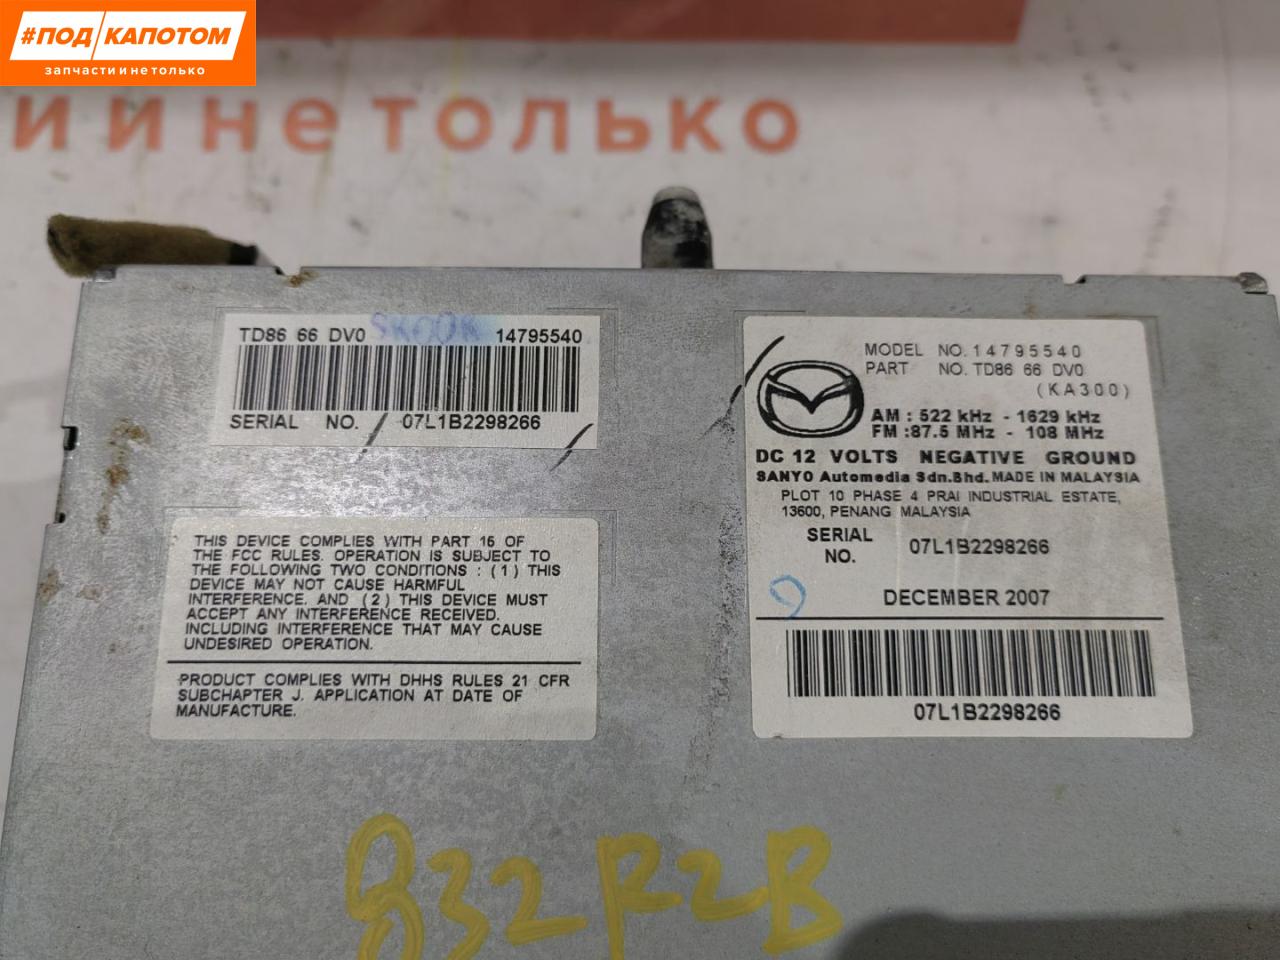 #ПОД КАПОТОМ
запчасти и не только
и и не только
TD86 66 DV0 14795540
SERIAL NO. 07L1B2298266
MODEL NO. 14795540
PART NO. TD86 66 DV0
(KA300)
AM : 522 kHz - 1629 kHz
FM :87.5 MHz - 108 MHz
DC 12 VOLTS NEGATIVE GROUND
SANYO Automedia Sdn.Bhd. MADE IN MALAYSIA
PLOT 10 PHASE 4 PRAI INDUSTRIAL ESTATE,
13600, PENANG MALAYSIA
SERIAL NO. 07L1B2298266
DECEMBER 2007
07L1B2298266
THIS DEVICE COMPLIES WITH PART 15 OF
THE FCC RULES. OPERATION IS SUBJECT TO
THE FOLLOWING TWO CONDITIONS : (1) THIS
DEVICE MAY NOT CAUSE HARMFUL
INTERFERENCE. AND (2) THIS DEVICE MUST
ACCEPT ANY INTERFERENCE RECEIVED.
INCLUDING INTERFERENCE THAT MAY CAUSE
UNDESIRED OPERATION.
PRODUCT COMPLIES WITH DHHS RULES 21 CFR
SUBCHAPTER J. APPLICATION AT DATE OF
MANUFACTURE.
832R2B